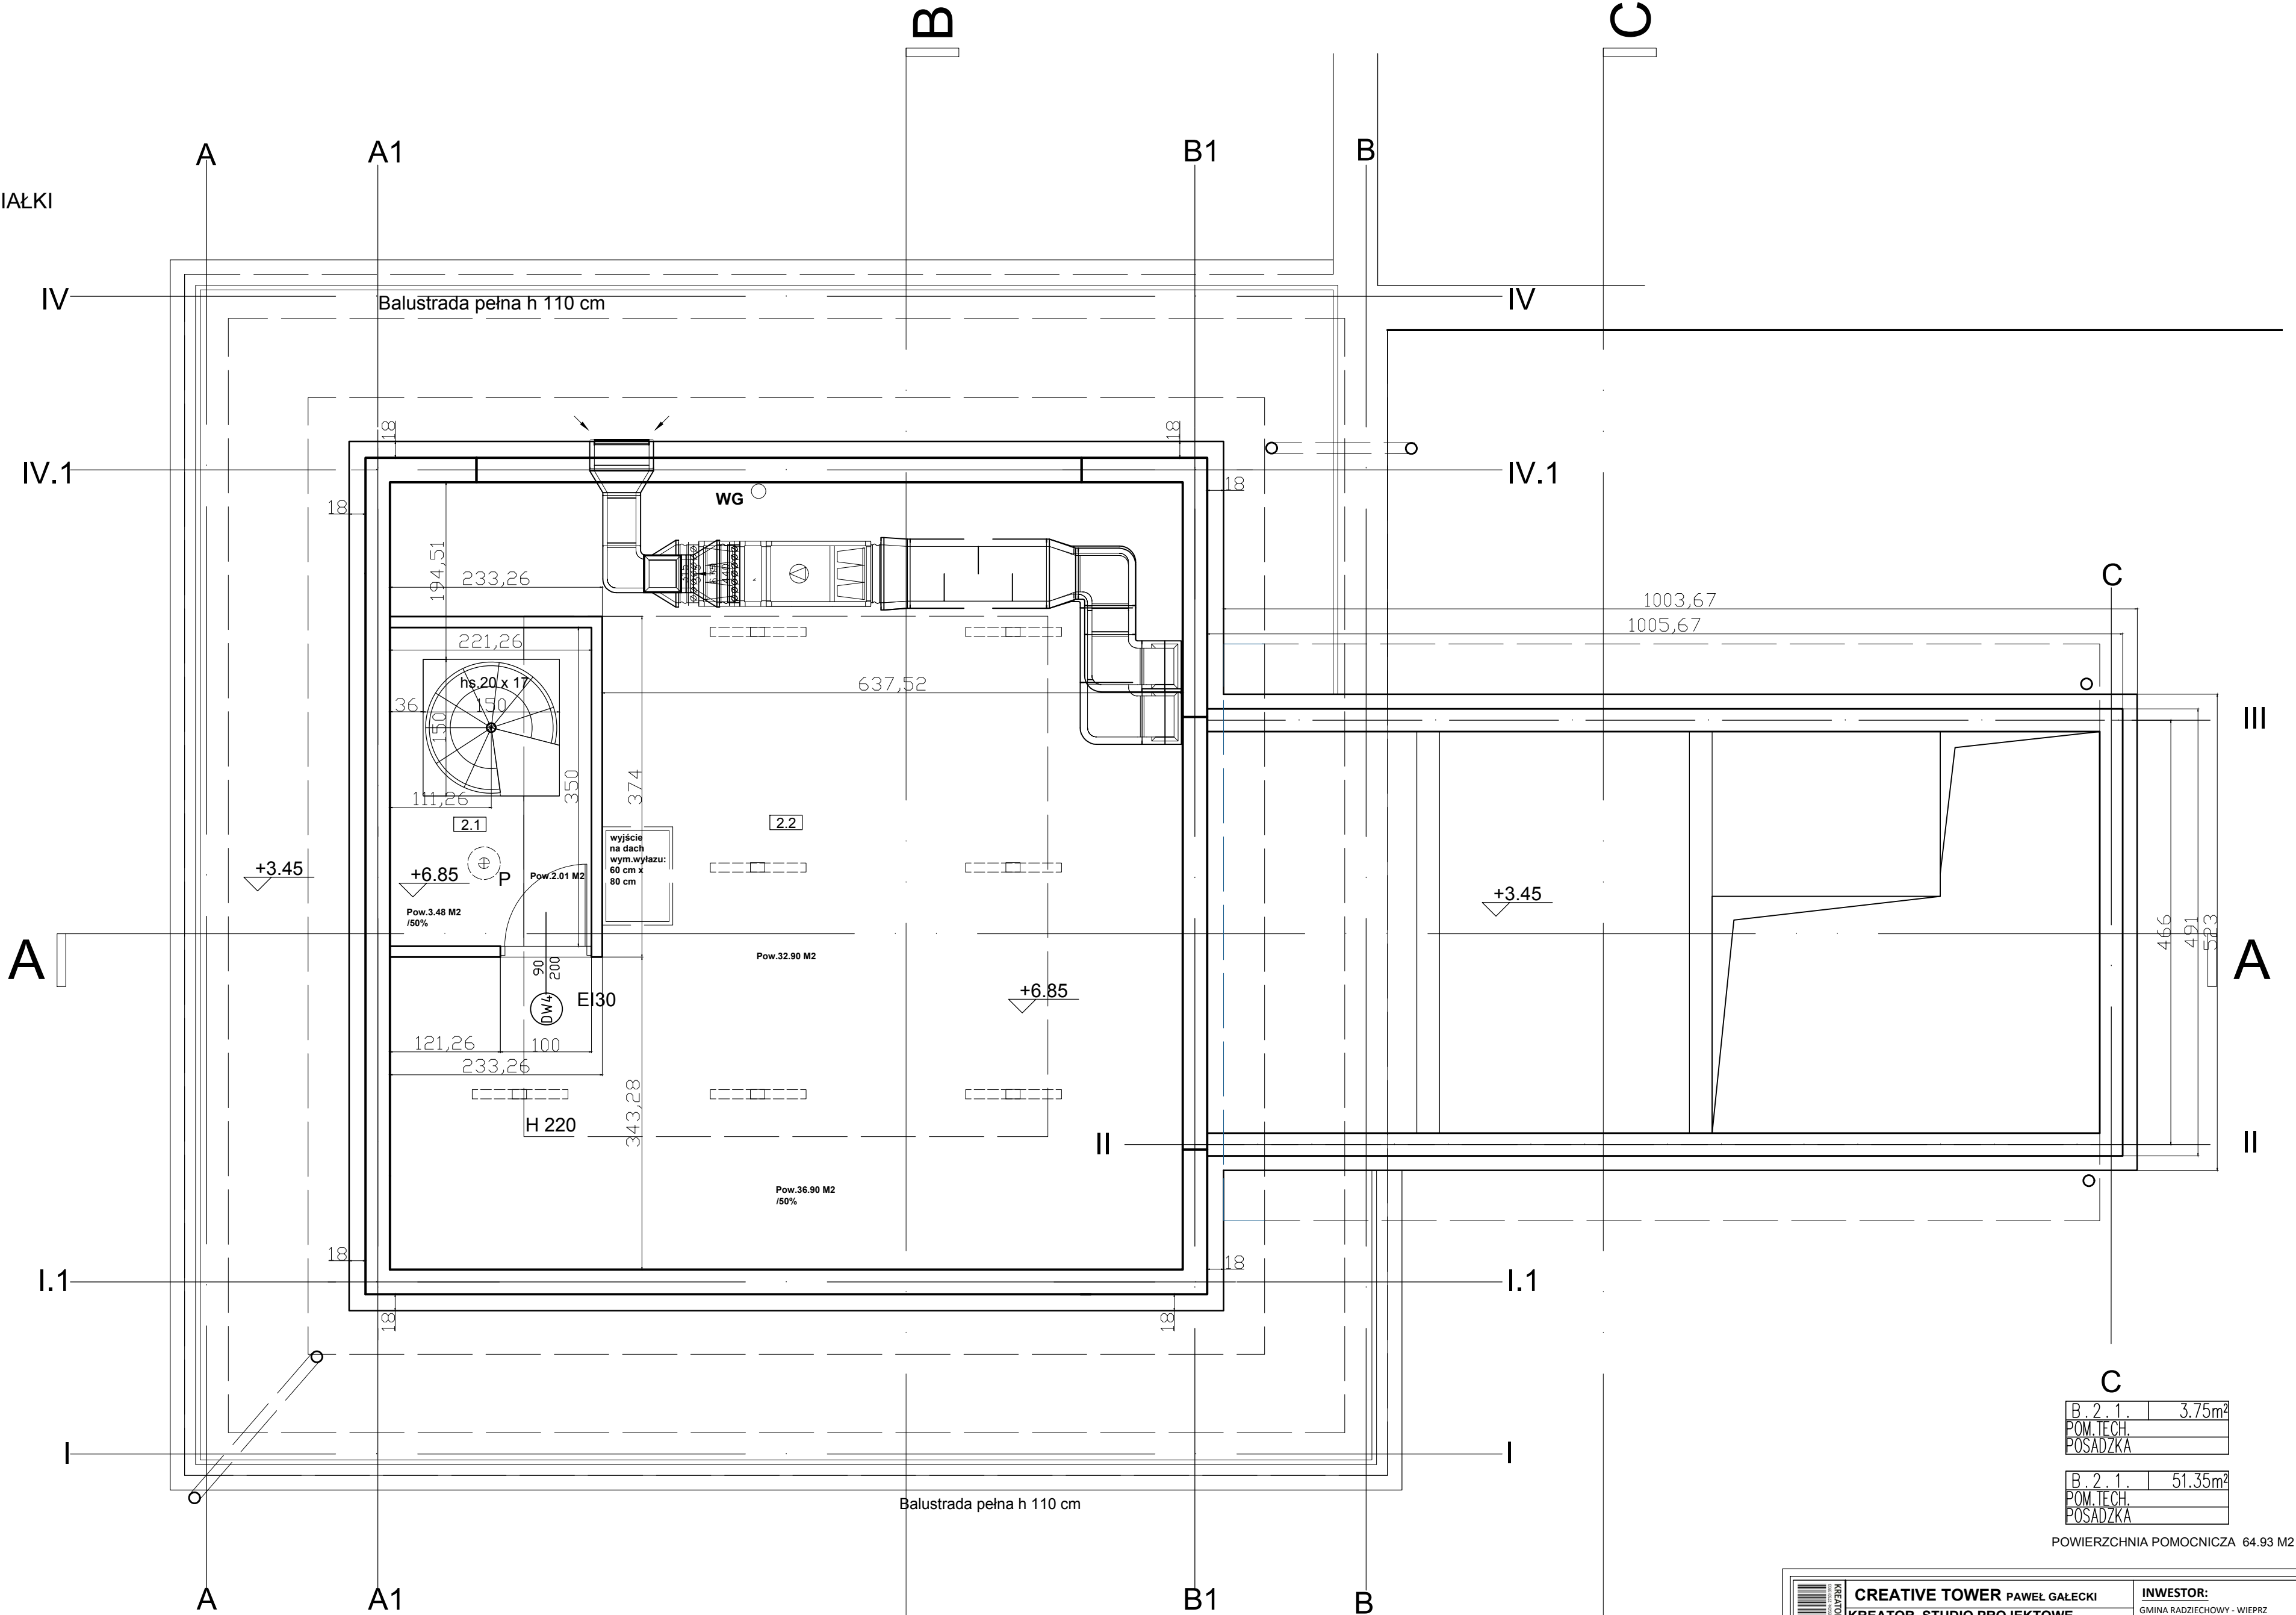 B
C
A
A1
B1
B
IAŁKI
IV
Balustrada pełna h 110 cm
IV
18
18
IV.1
IV.1
WG
18
18
194,51
233,26
C
1003,67
1005,67
221,26
hs.20 x 17
637,52
36
150
150
III
350
374
111,26
2.1
2.2
wyjście
na dach
wym.wyłazu:
60 cm x
80 cm
+3.45
+6.85
P
Pow.2.01 M2
+3.45
Pow.3.48 M2
/50%
466
491
523
A
A
Pow.32.90 M2
90
200
+6.85
DW4
EI30
121,26
100
233,26
343,28
H 220
II
II
Pow.36.90 M2
/50%
18
18
I.1
I.1
18
18
C
B.2.1. 3.75m²
POM.TECH.
POSADZKA
I
I
B.2.1. 51.35m²
POM.TECH.
POSADZKA
Balustrada pełna h 110 cm
POWIERZCHNIA POMOCNICZA 64.93 M2
A
A1
B1
B
CREATIVE TOWER PAWEŁ GAŁECKI
INWESTOR:
KREATOR STUDIO PROJEKTOWE
GMINA RADZIECHOWY - WIEPRZ